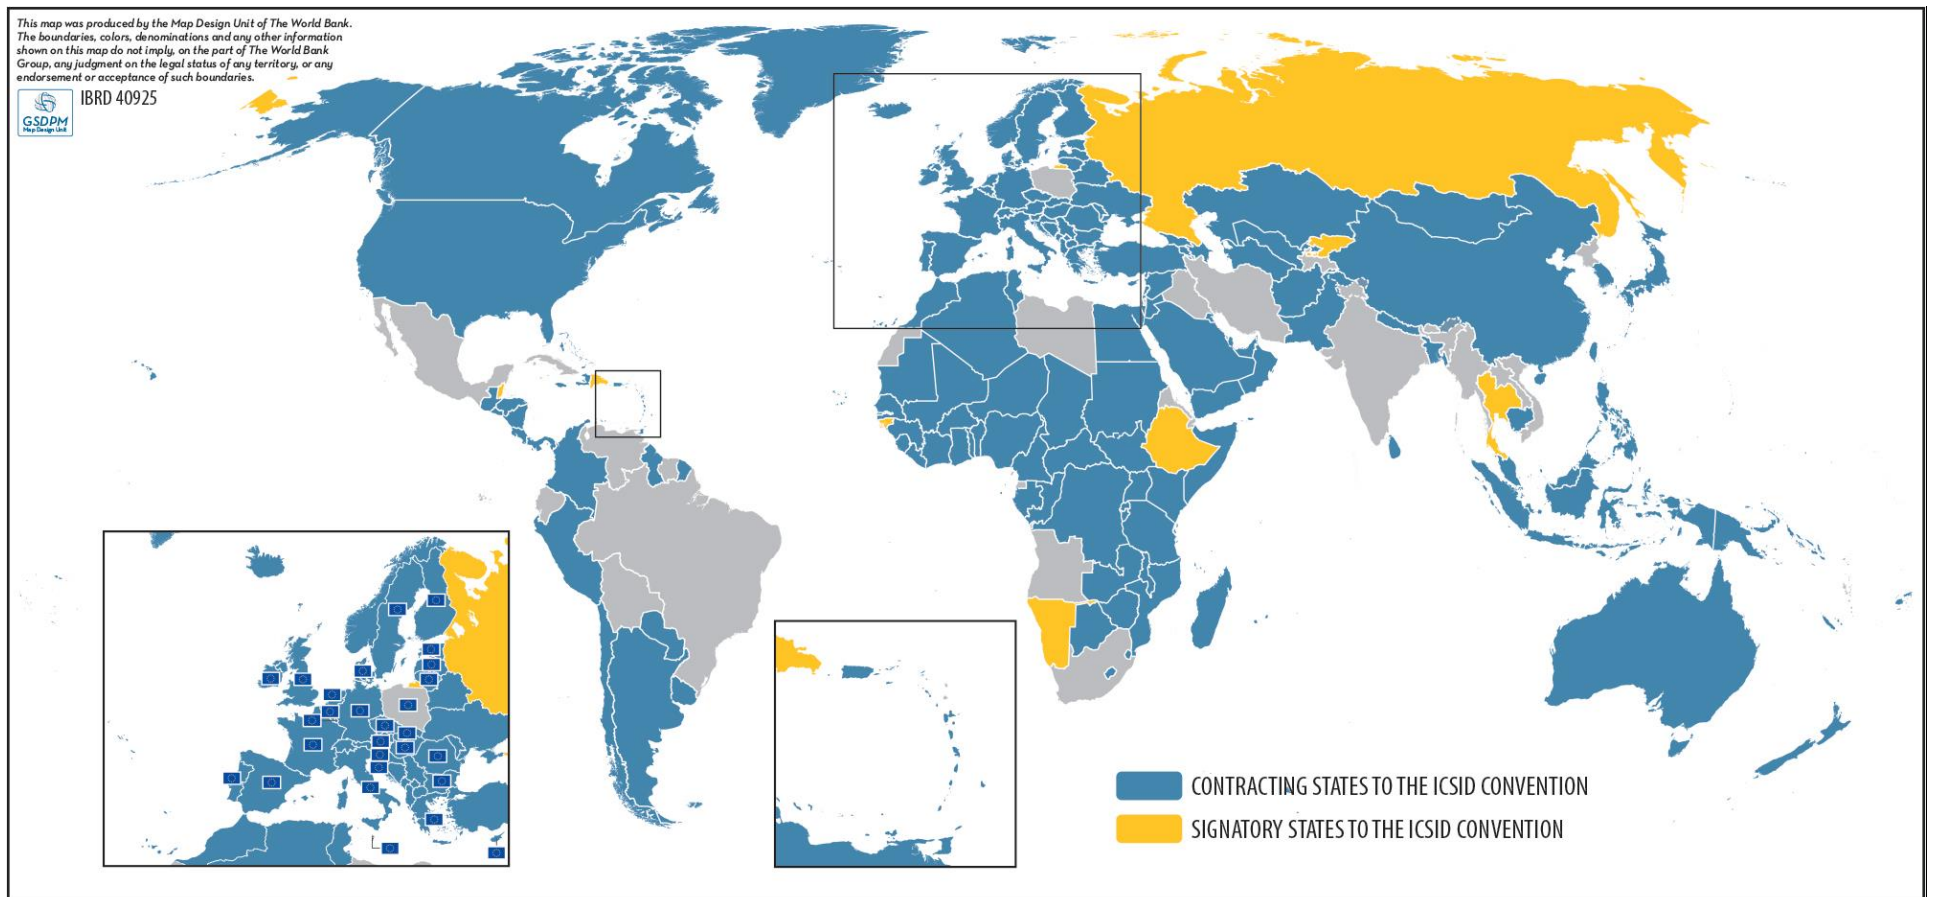 This map was produced by the Map Design Unit of The World Bank.
The boundaries, colors, denominations and any other information
shown on this map do not imply, on the part of The World Bank
Group, any judgment on the legal status of any territory, or any
endorsement or acceptance of such boundaries.
IBRD 40925
GSDPM
Map Design Unit
CONTRACTING STATES TO THE ICSID CONVENTION
SIGNATORY STATES TO THE ICSID CONVENTION